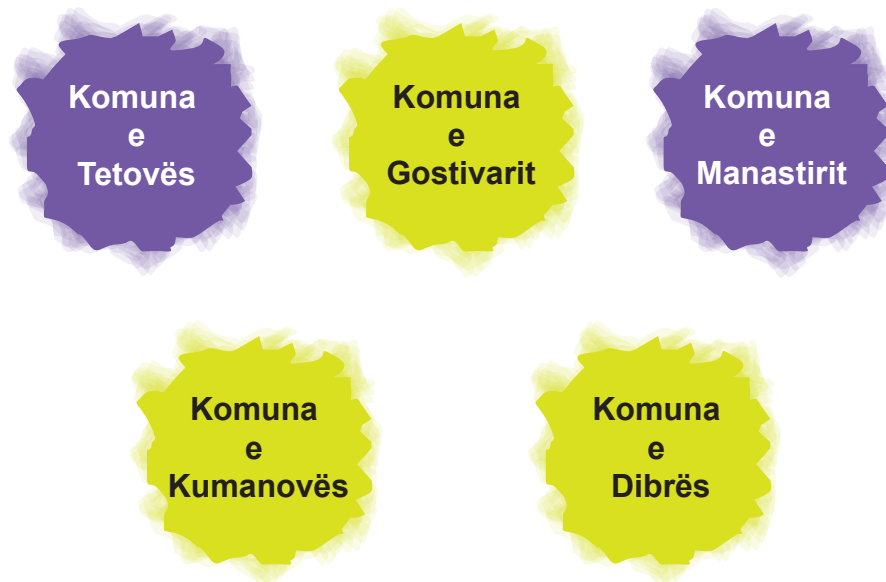 Komuna
e
Tetovës
Komuna
e
Gostivarit
Komuna
e
Manastirit
Komuna
e
Kumanovës
Komuna
e
Dibrës